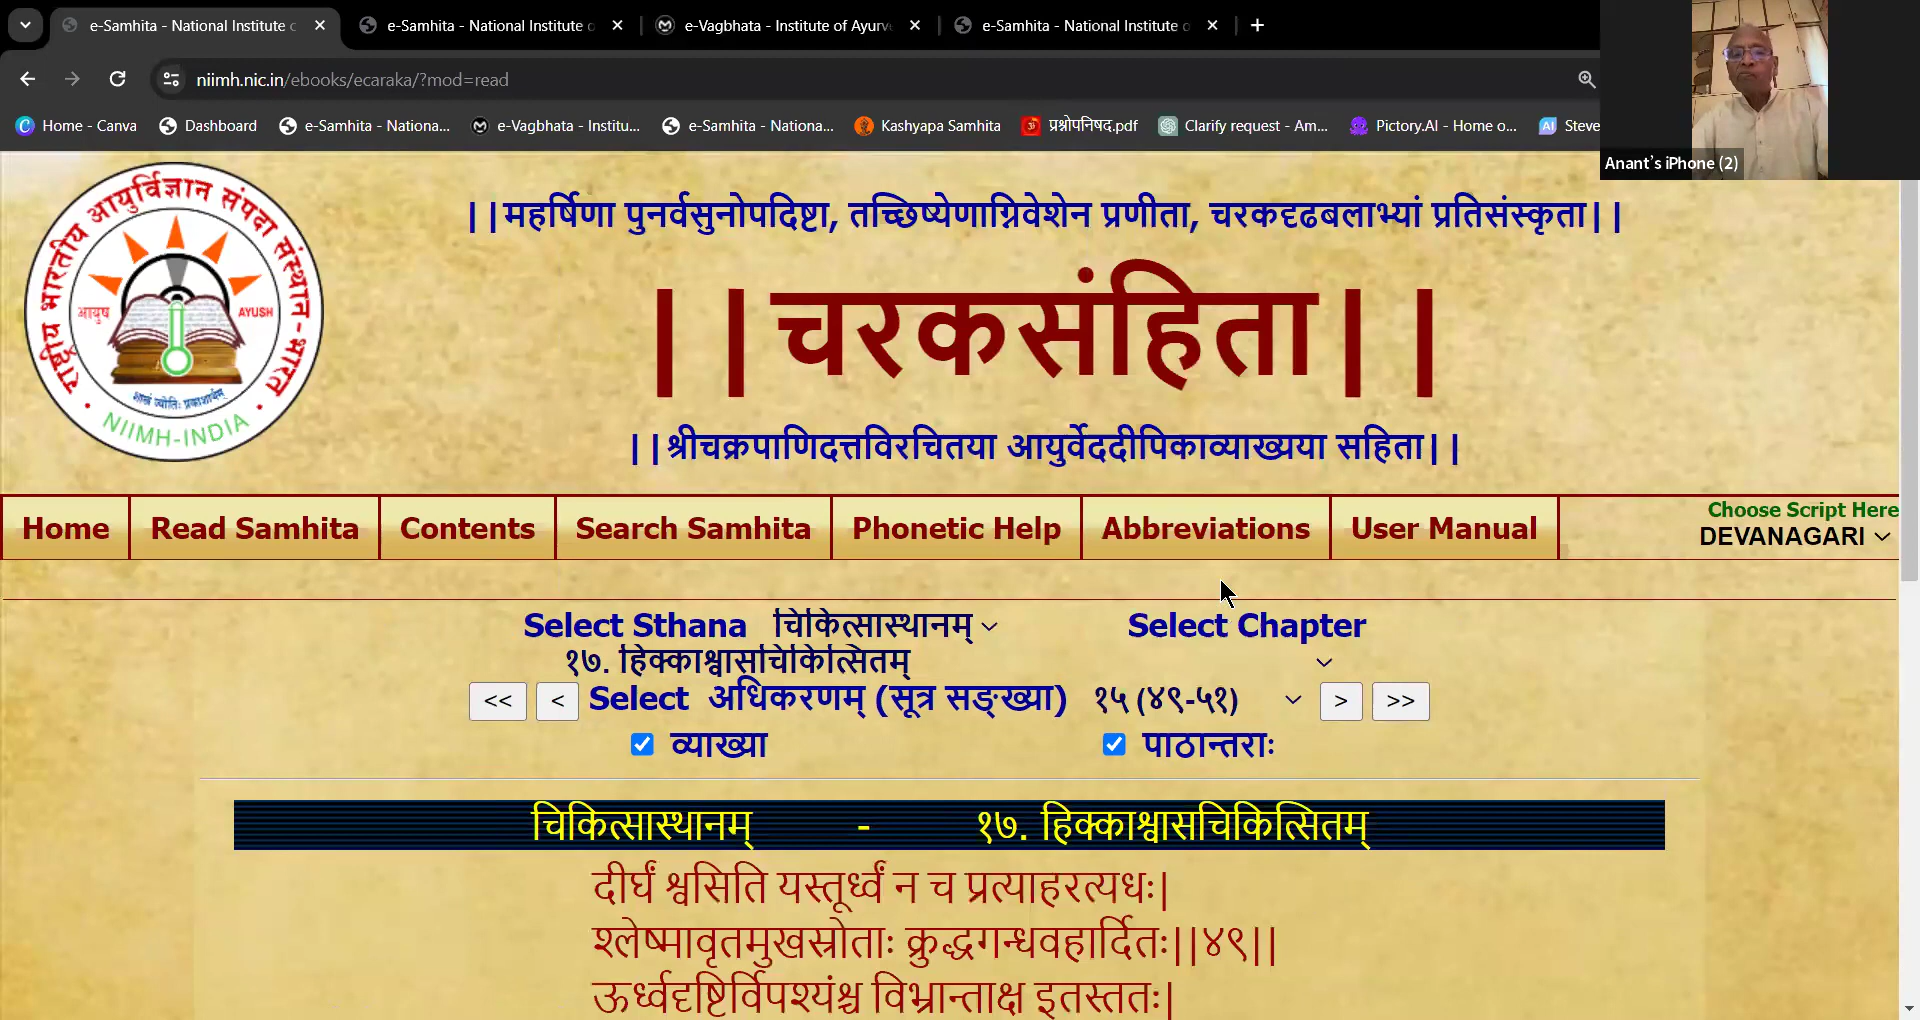 e-Samhita - National Institute o
e-Samhita - National Institute o
e-Vagbhata - Institute of Ayurve
e-Samhita - National Institute o
niimh.nic.in/ebooks/ecaraka/?mod=read
Home - Canva
Dashboard
e-Samhita - Nationa...
e-Vagbhata - Institu...
e-Samhita - Nationa...
Kashyapa Samhita
प्रश्नोपनिषद.pdf
Clarify request - Am...
Pictory.AI - Home o...
AI
Steve
Anant's iPhone (2)
राष्ट्रीय भारतीय आयुर्विज्ञान संपदा संस्थान - भारत
आयुष
AYUSH
शास्त्रं ज्योतिः प्रकाशार्थम्
NIIMH-INDIA
||महर्षिणा पुनर्वसुनोपदिष्टा, तच्छिष्येणाग्निवेशेन प्रणीता, चरकदृढबलाभ्यां प्रतिसंस्कृता||
||चरकसंहिता||
||श्रीचक्रपाणिदत्तविरचितया आयुर्वेददीपिकाव्याख्यया सहिता||
Home
Read Samhita
Contents
Search Samhita
Phonetic Help
Abbreviations
User Manual
Choose Script Here
DEVANAGARI
Select Sthana चिकित्सास्थानम् Select Chapter
१७. हिक्काश्वासचिकित्सितम्
<< < Select अधिकरणम् (सूत्र सङ्ख्या) १५ (४९-५१) > >>
व्याख्या पाठान्तराः
चिकित्सास्थानम् - १७. हिक्काश्वासचिकित्सितम्
दीर्घं श्वसिति यस्तूर्ध्वं न च प्रत्याहरत्यधः|
श्लेष्मावृतमुखस्रोताः क्रुद्धगन्धवहार्दितः||४९||
ऊर्ध्वदृष्टिर्विपश्यंश्च विभ्रान्ताक्ष इतस्ततः|